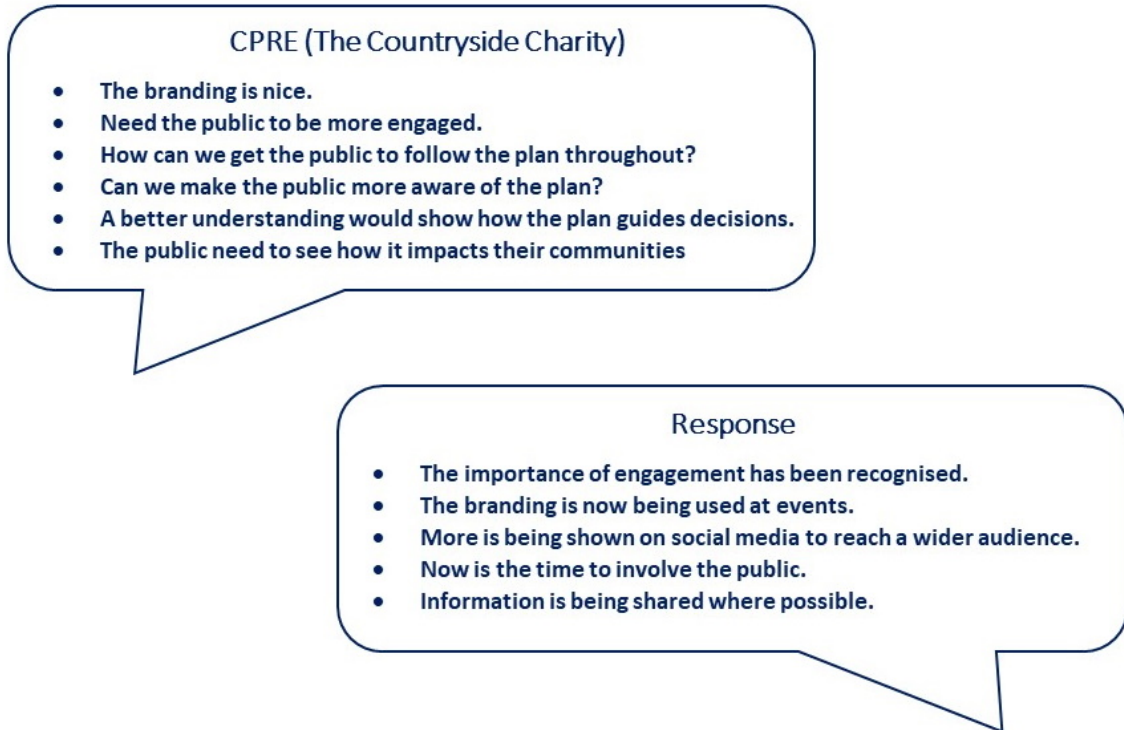 CPRE (The Countryside Charity)
• The branding is nice.
• Need the public to be more engaged.
• How can we get the public to follow the plan throughout?
• Can we make the public more aware of the plan?
• A better understanding would show how the plan guides decisions.
• The public need to see how it impacts their communities
Response
• The importance of engagement has been recognised.
• The branding is now being used at events.
• More is being shown on social media to reach a wider audience.
• Now is the time to involve the public.
• Information is being shared where possible.